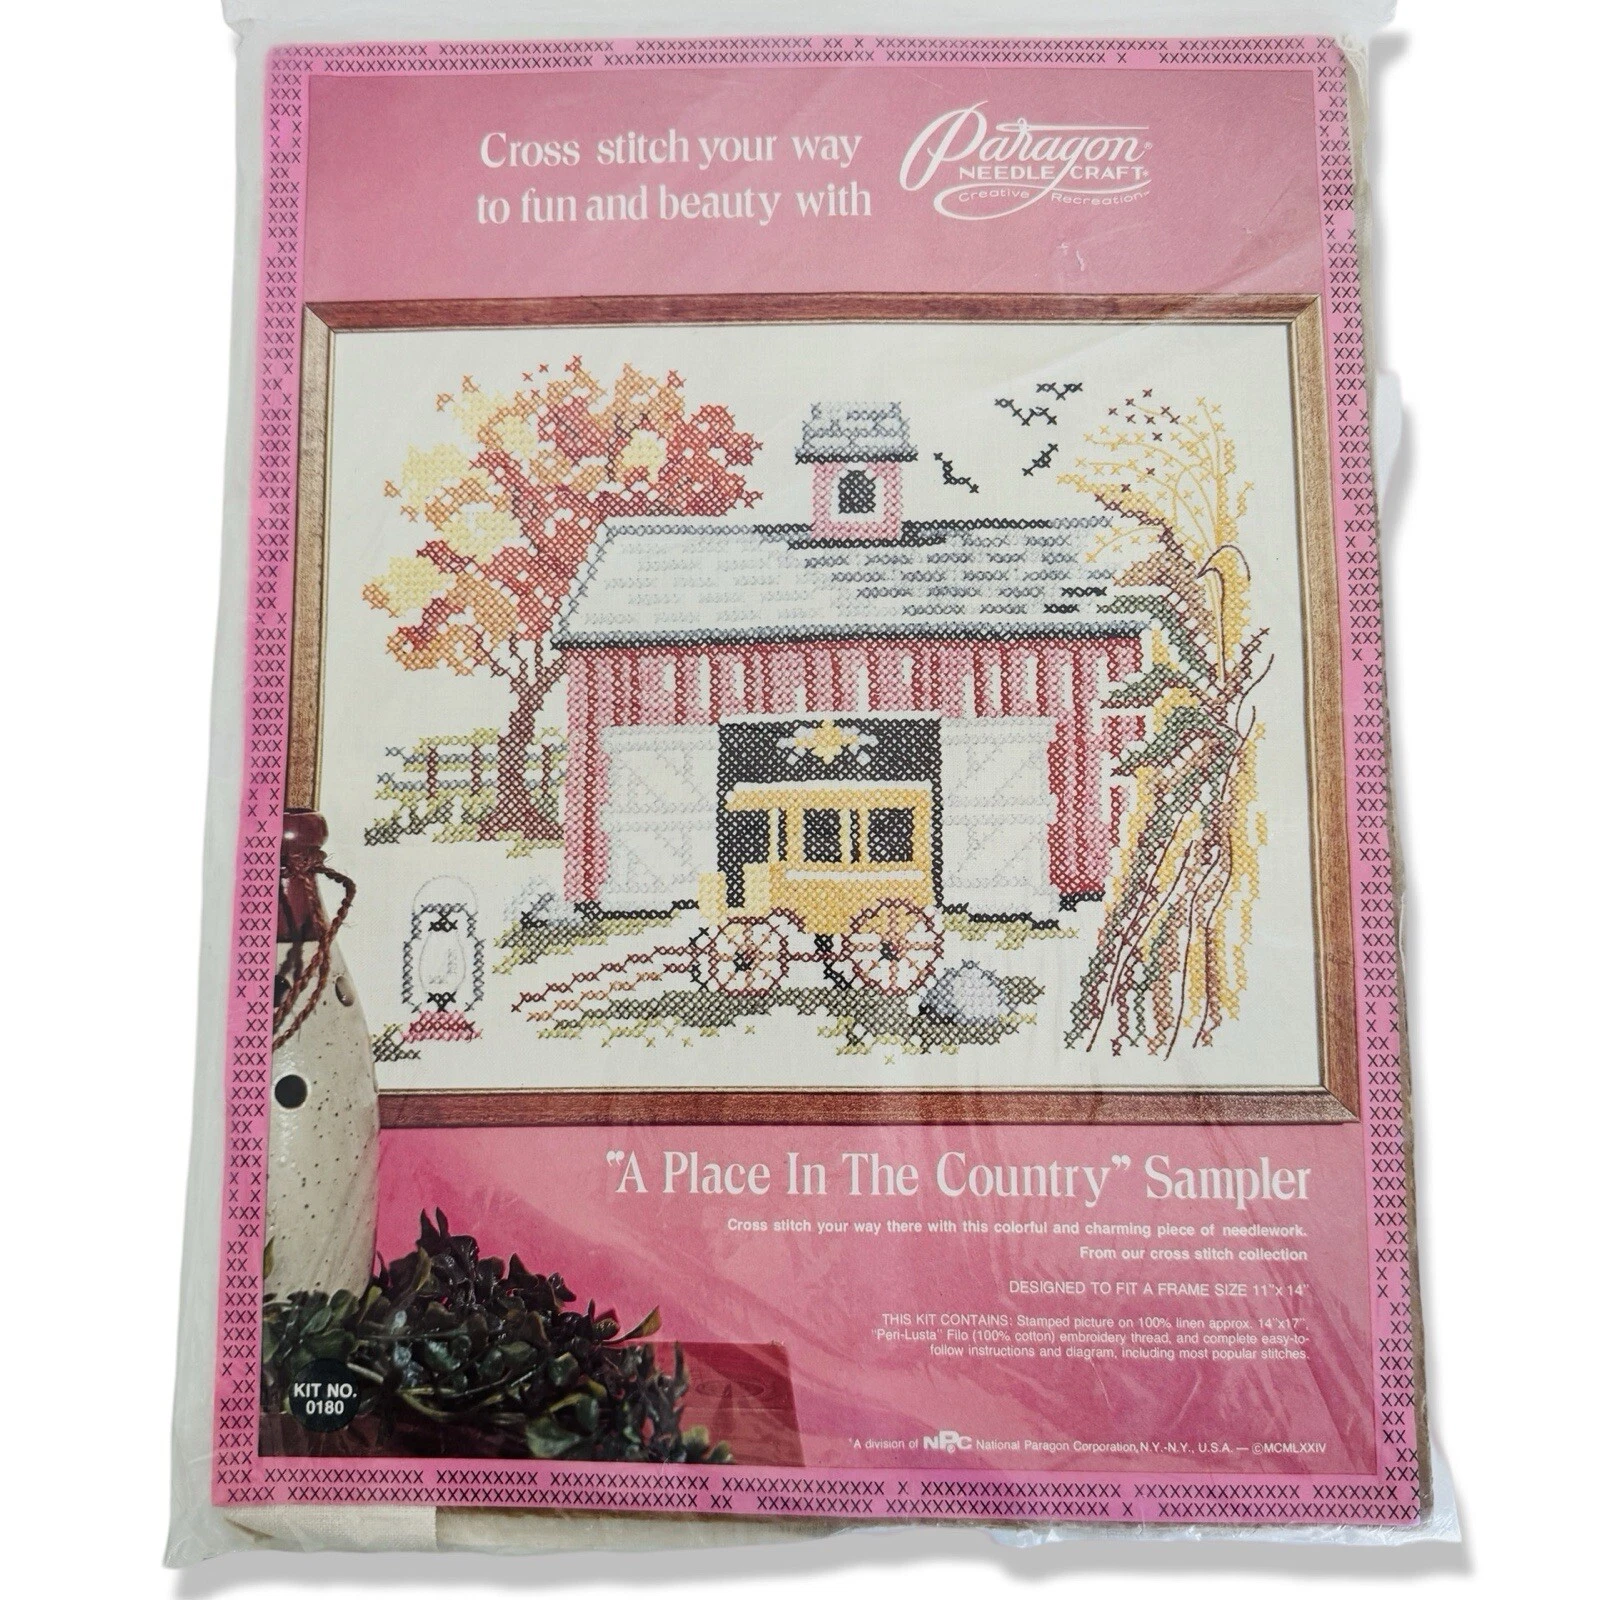 Cross stitch your way
to fun and beauty with
Paragon®
NEEDLECRAFT®
Creative Recreation™
"A Place In The Country" Sampler
Cross stitch your way there with this colorful and charming piece of needlework.
From our cross stitch collection
DESIGNED TO FIT A FRAME SIZE 11"x 14"
THIS KIT CONTAINS: Stamped picture on 100% linen approx. 14"x17",
"Peri-Lusta" Filo (100% cotton) embroidery thread, and complete easy-to-
follow instructions and diagram, including most popular stitches.
KIT NO.
0180
*A division of NPC National Paragon Corporation, N.Y.-N.Y., U.S.A. — ©MCMLXXIV